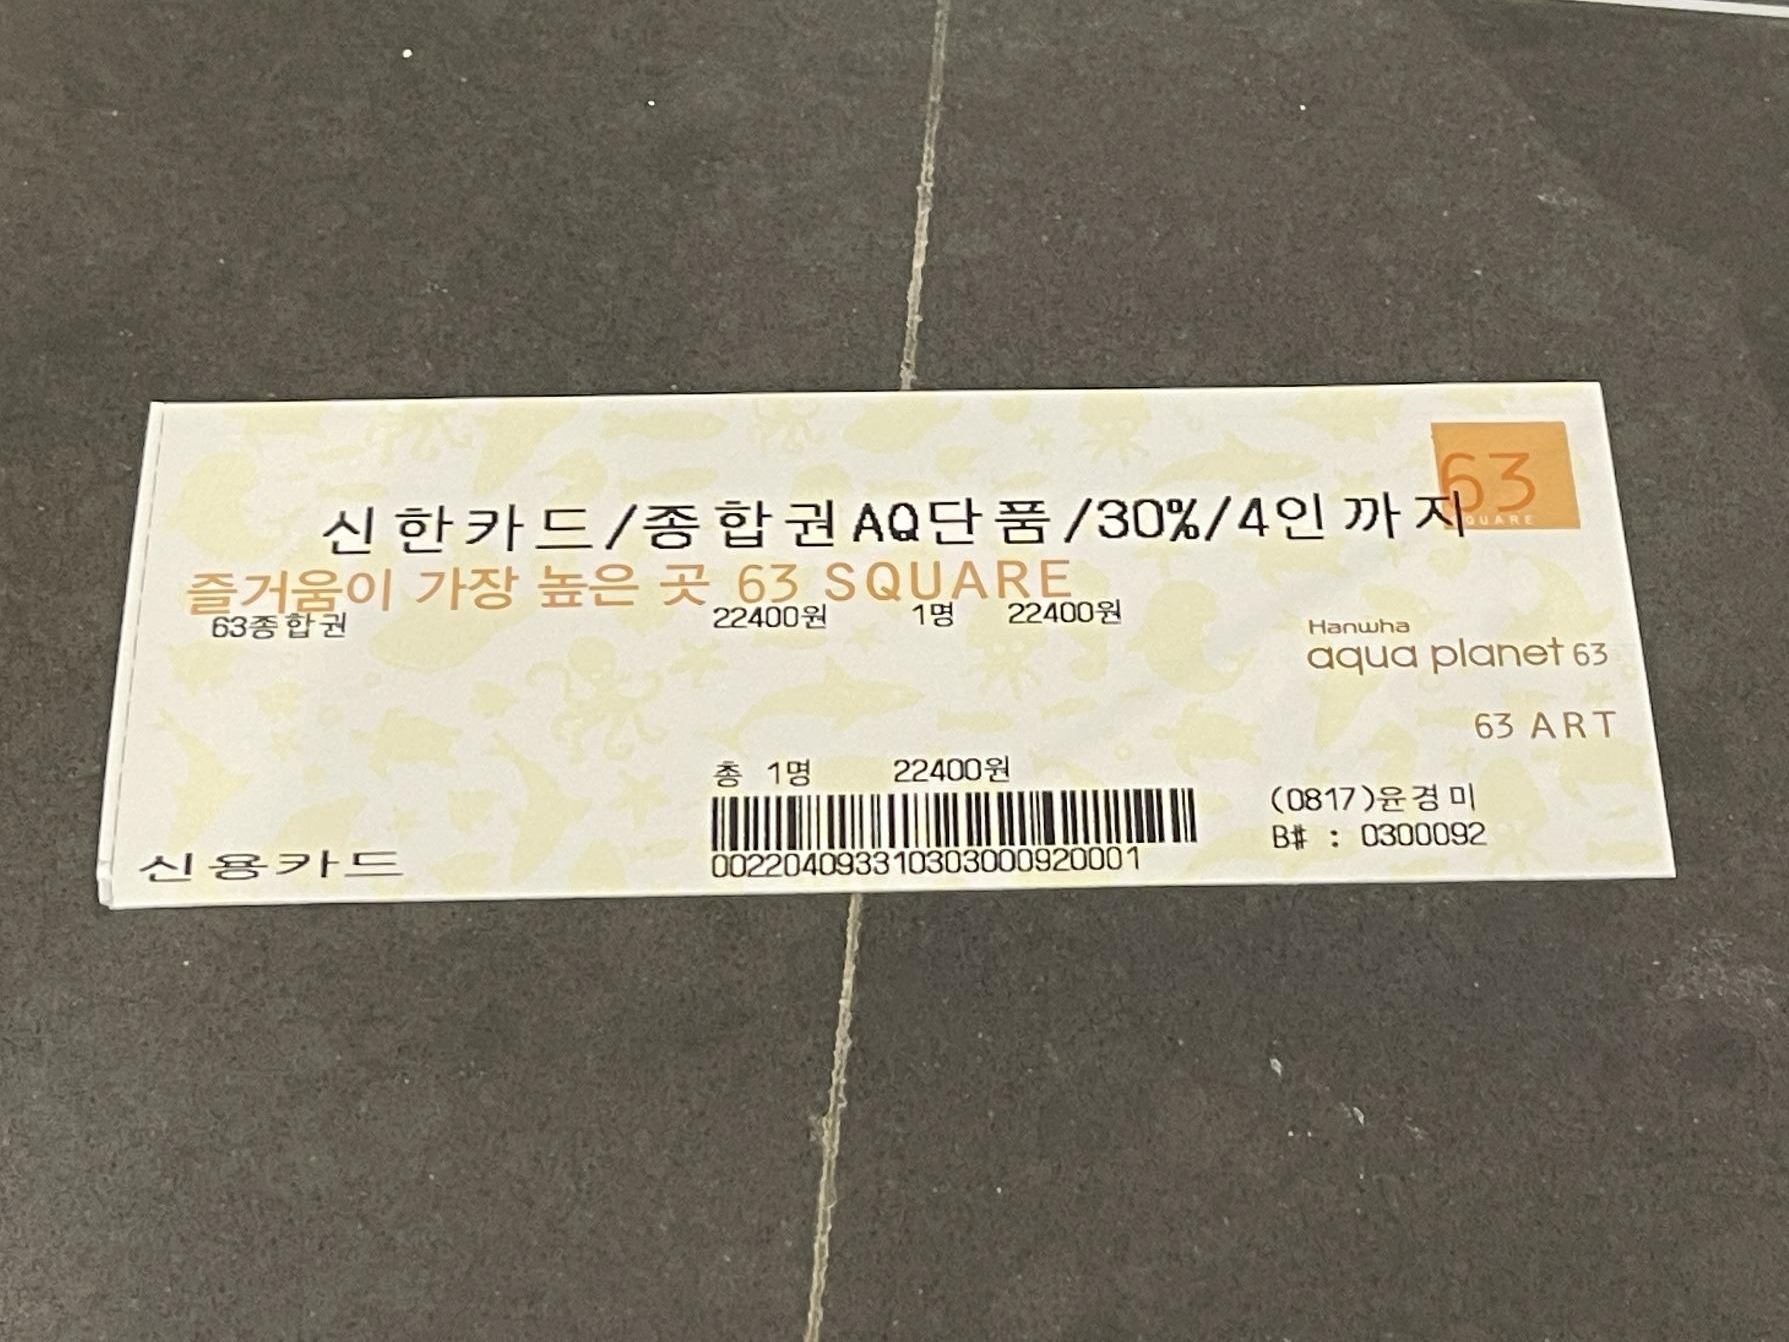 63
SQUARE
신한카드/종합권AQ단품/30%/4인까지
즐거움이 가장 높은 곳 63 SQUARE
63종합권 22400원 1명 22400원
Hanwha
aqua planet 63
63 ART
총 1명 22400원
(0817)윤경미
B# : 0300092
002204093310303000920001
신용카드